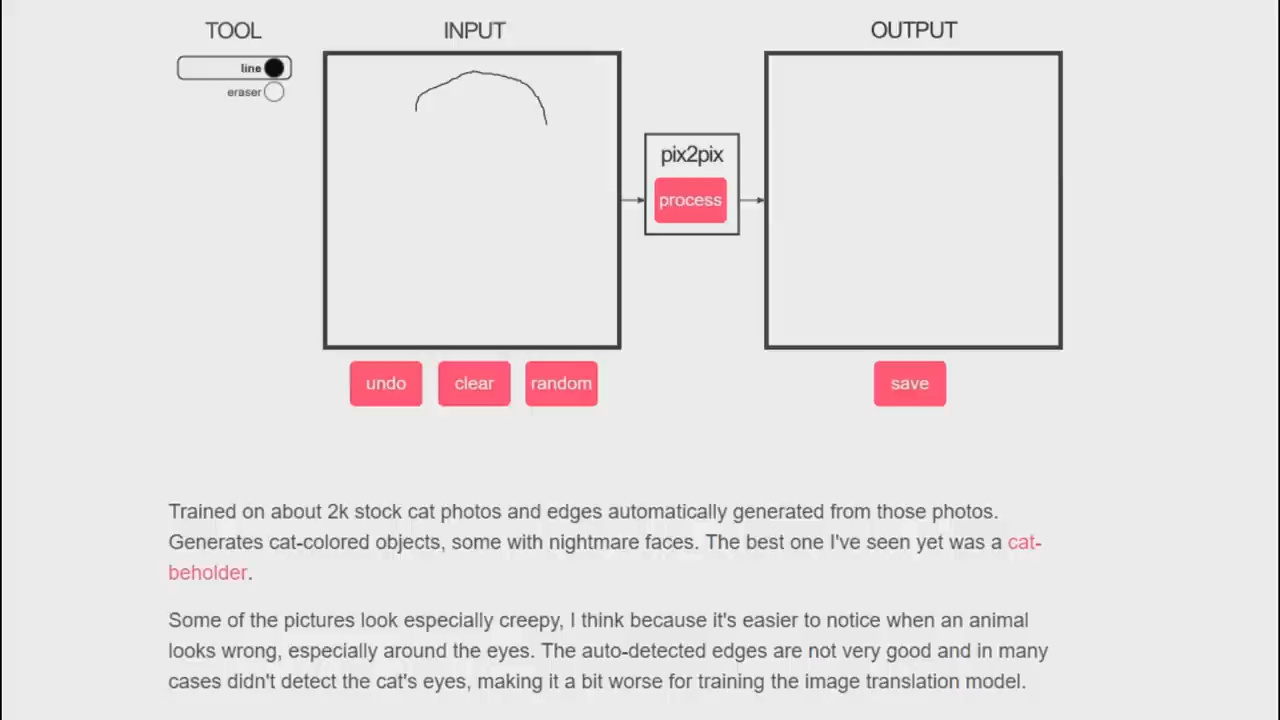 TOOL
INPUT
OUTPUT
line
eraser
pix2pix
process
undo
clear
random
save
Trained on about 2k stock cat photos and edges automatically generated from those photos.
Generates cat-colored objects, some with nightmare faces. The best one I've seen yet was a cat-
beholder.
Some of the pictures look especially creepy, I think because it's easier to notice when an animal
looks wrong, especially around the eyes. The auto-detected edges are not very good and in many
cases didn't detect the cat's eyes, making it a bit worse for training the image translation model.